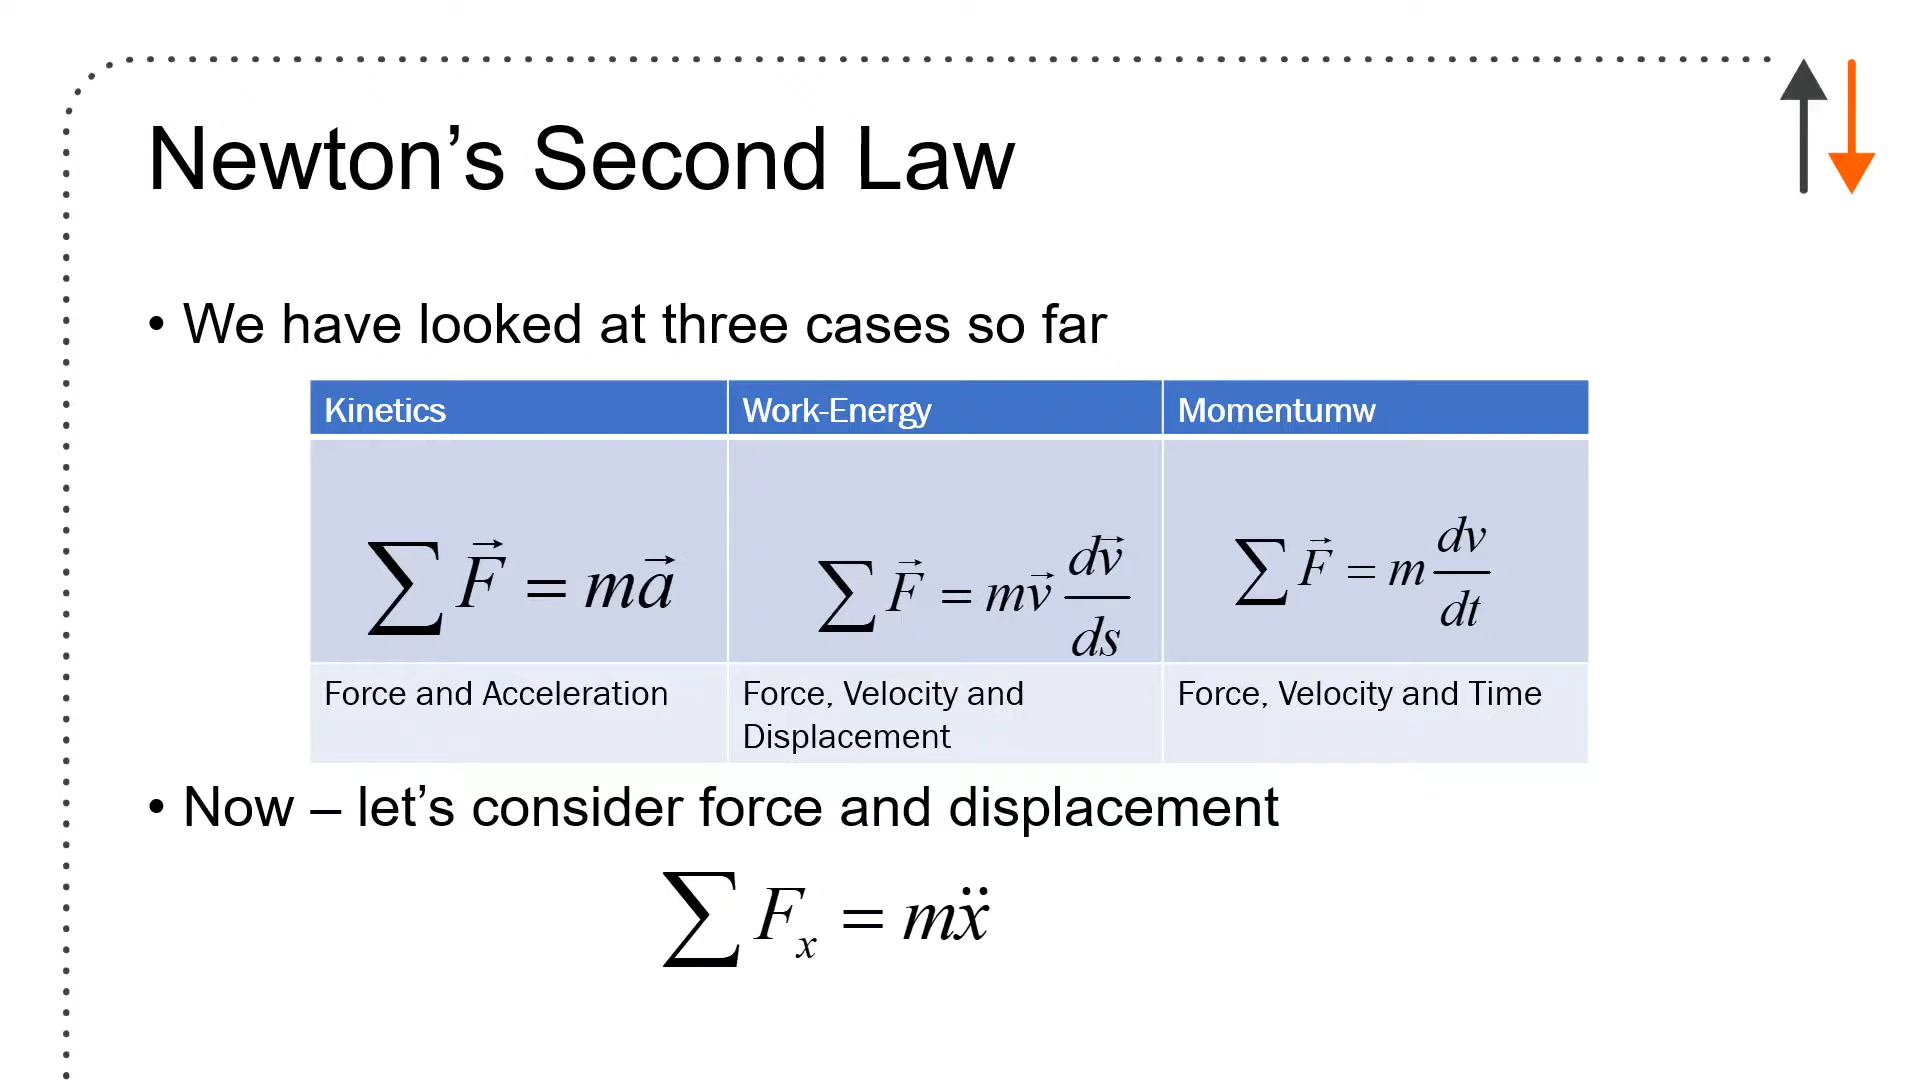 Newton’s Second Law
• We have looked at three cases so far
Kinetics Work-Energy Momentumw
∑F⃗ = ma⃗ ∑F⃗ = mv⃗ dv⃗/ds ∑F⃗ = m dv/dt
Force and Acceleration Force, Velocity and Displacement Force, Velocity and Time
• Now – let’s consider force and displacement
∑Fₓ = mẍ